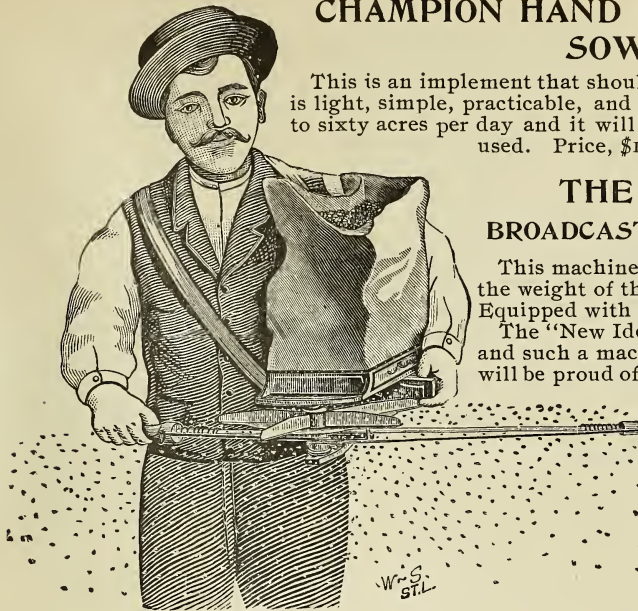 CHAMPION HAND
SOW
This is an implement that shoul
is light, simple, practicable, and
to sixty acres per day and it will
used. Price, $1
THE
BROADCAST
This machine
the weight of th
Equipped with
The "New Ide
and such a mac
will be proud of
W~S.
ST.L.